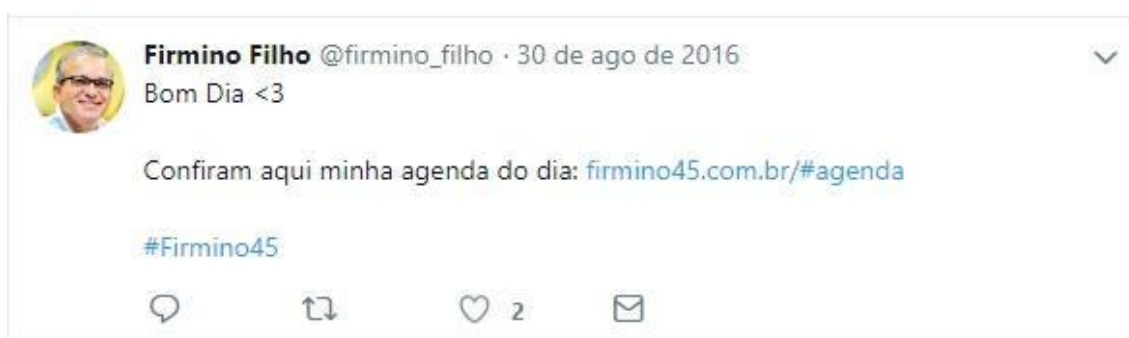 Firmino Filho @firmino_filho · 30 de ago de 2016
Bom Dia <3
Confiram aqui minha agenda do dia: firmino45.com.br/#agenda
#Firmino45
2